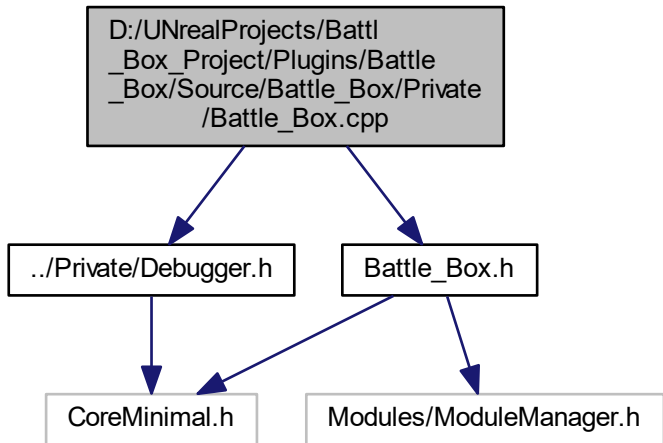 D:/UNrealProjects/Battl
_Box_Project/Plugins/Battle
_Box/Source/Battle_Box/Private
/Battle_Box.cpp
../Private/Debugger.h
Battle_Box.h
CoreMinimal.h
Modules/ModuleManager.h